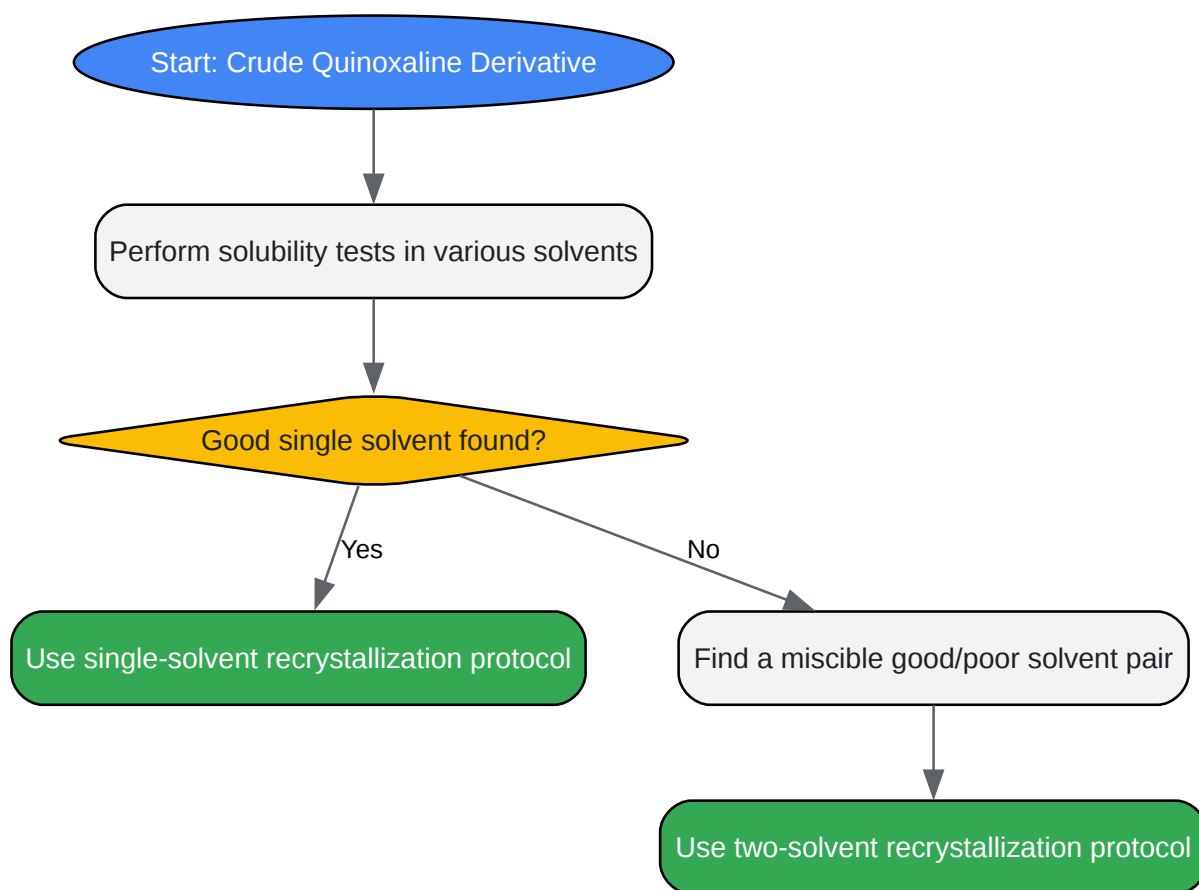 Start: Crude Quinoxaline Derivative
Perform solubility tests in various solvents
Good single solvent found?
Yes
No
Use single-solvent recrystallization protocol
Find a miscible good/poor solvent pair
Use two-solvent recrystallization protocol